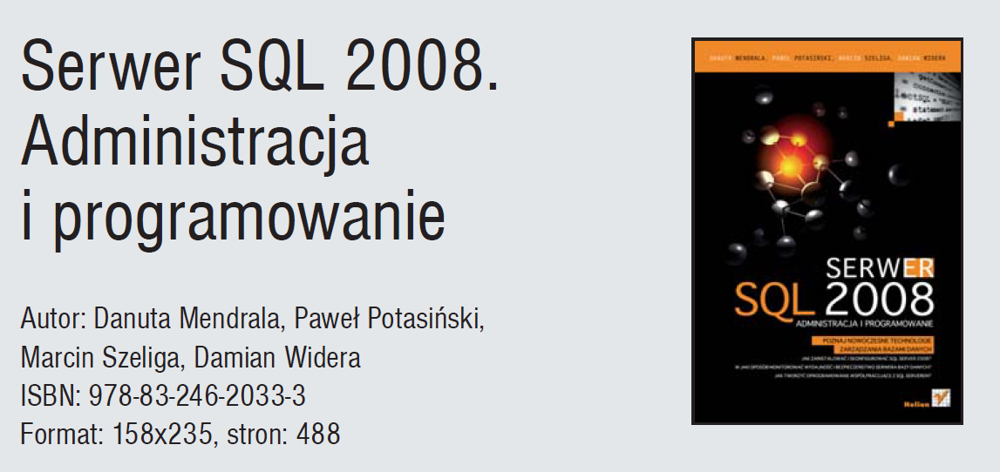 Serwer SQL 2008.
Administracja
i programowanie
Autor: Danuta Mendrala, Paweł Potasiński,
Marcin Szeliga, Damian Widera
ISBN: 978-83-246-2033-3
Format: 158x235, stron: 488
DANUTA MENDRALA, PAWEŁ POTASIŃSKI, MARCIN SZELIGA, DAMIAN WIDERA
statement
SERWER
SQL 2008
ADMINISTRACJA I PROGRAMOWANIE
POZNAJ NOWOCZESNE TECHNOLOGIE
ZARZĄDZANIA BAZAMI DANYCH
JAK ZAINSTALOWAĆ I SKONFIGUROWAĆ SQL SERVER 2008?
W JAKI SPOSÓB MONITOROWAĆ WYDAJNOŚĆ I BEZPIECZEŃSTWO SERWERA BAZY DANYCH?
JAK TWORZYĆ OPROGRAMOWANIE WSPÓŁPRACUJĄCE Z SQL SERVEREM?
Helion